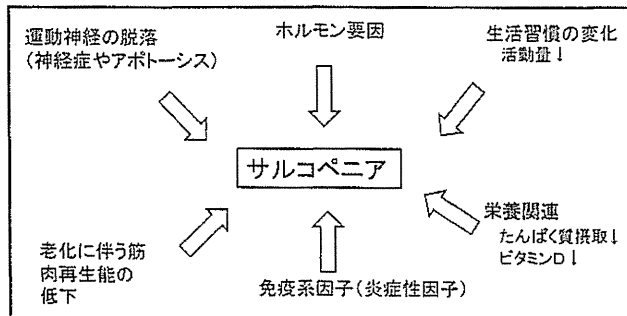 運動神経の脱落
(神経症やアポトーシス)
ホルモン要因
生活習慣の変化
活動量↓
サルコペニア
老化に伴う筋
肉再生能の
低下
免疫系因子(炎症性因子)
栄養関連
たんぱく質摂取↓
ビタミンD↓